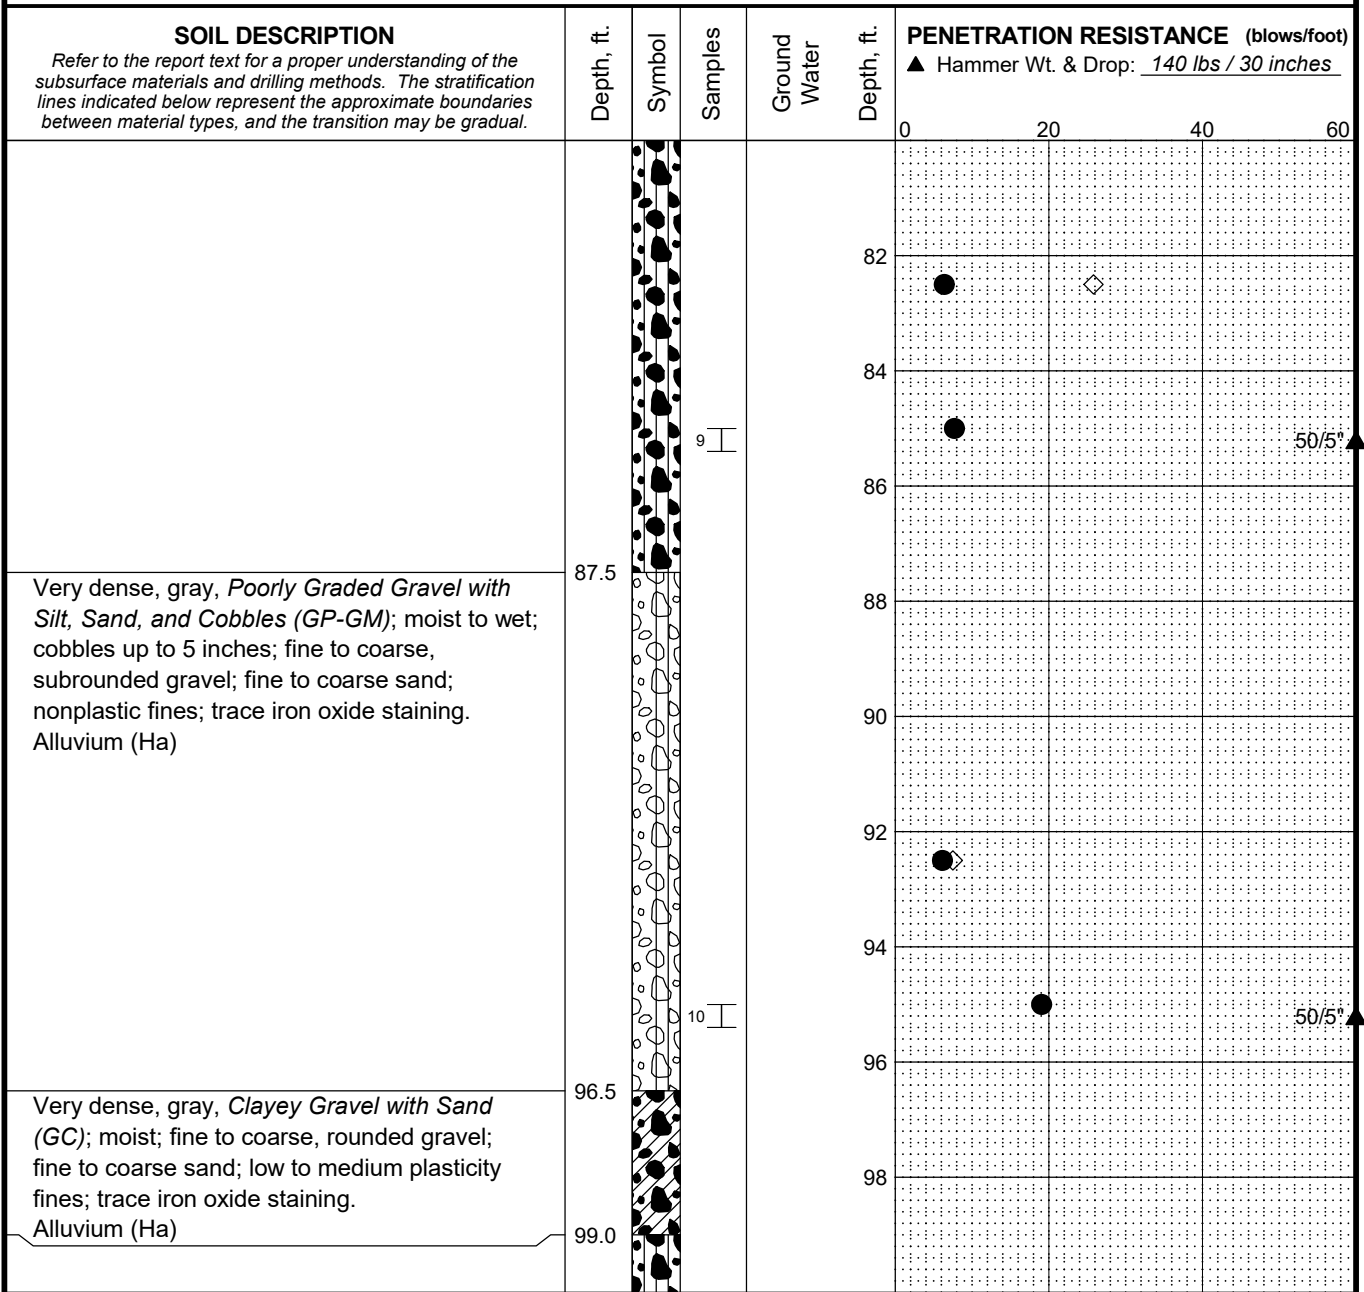 SOIL DESCRIPTION
Refer to the report text for a proper understanding of the
subsurface materials and drilling methods. The stratification
lines indicated below represent the approximate boundaries
between material types, and the transition may be gradual.
Depth, ft.
Symbol
Samples
Ground
Water
Depth, ft.
PENETRATION RESISTANCE (blows/foot)
▲ Hammer Wt. & Drop: 140 lbs / 30 inches
0 20 40 60
82
84
9
50/5"
86
87.5
Very dense, gray, Poorly Graded Gravel with
Silt, Sand, and Cobbles (GP-GM); moist to wet;
cobbles up to 5 inches; fine to coarse,
subrounded gravel; fine to coarse sand;
nonplastic fines; trace iron oxide staining.
Alluvium (Ha)
88
90
92
94
10
50/5"
96
96.5
Very dense, gray, Clayey Gravel with Sand
(GC); moist; fine to coarse, rounded gravel;
fine to coarse sand; low to medium plasticity
fines; trace iron oxide staining.
Alluvium (Ha)
98
99.0